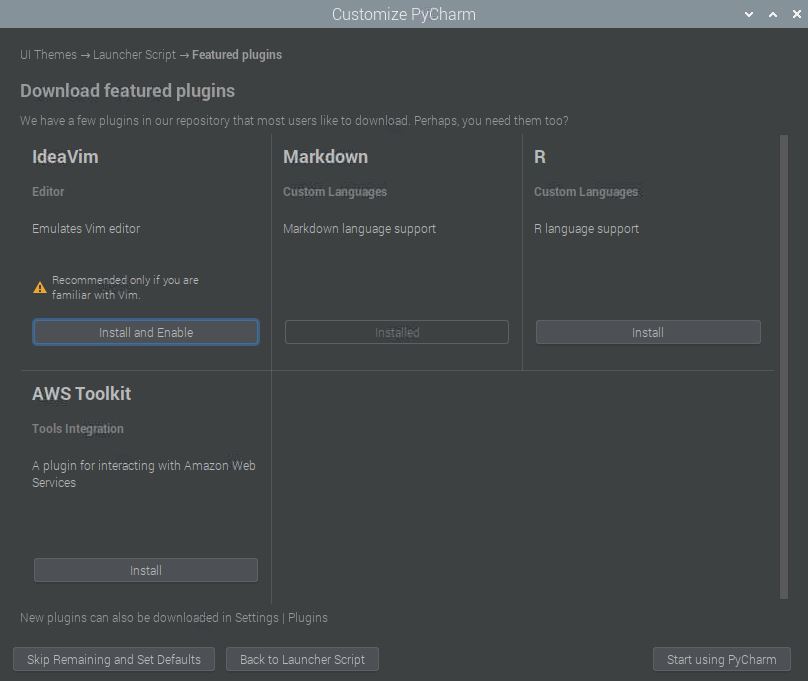 Customize PyCharm
UI Themes → Launcher Script → Featured plugins
Download featured plugins
We have a few plugins in our repository that most users like to download. Perhaps, you need them too?
IdeaVim
Editor
Emulates Vim editor
Recommended only if you are
familiar with Vim.
Install and Enable
Markdown
Custom Languages
Markdown language support
Installed
R
Custom Languages
R language support
Install
AWS Toolkit
Tools Integration
A plugin for interacting with Amazon Web
Services
Install
New plugins can also be downloaded in Settings | Plugins
Skip Remaining and Set Defaults
Back to Launcher Script
Start using PyCharm